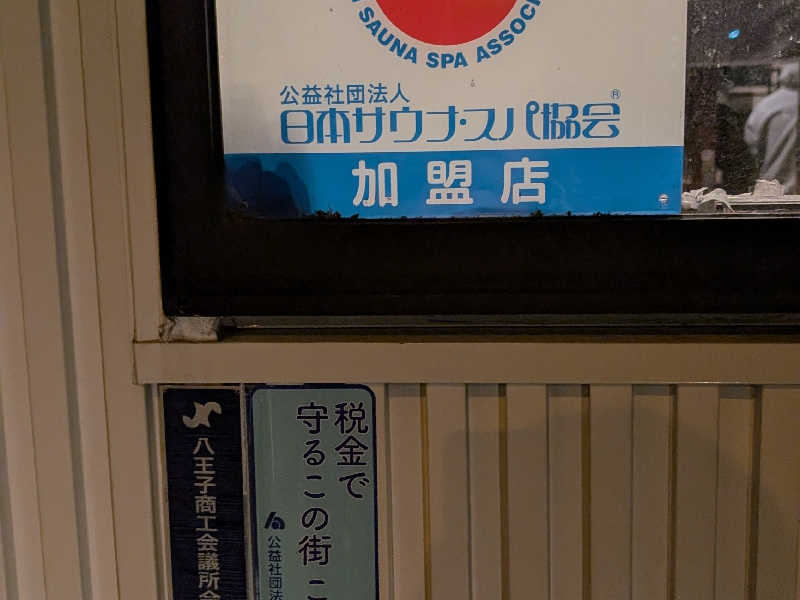 SAUNA SPA ASSOC
公益社団法人
日本サウナ・スパ協会®
加盟店
税金で
守るこの街こ
公益社団法
八王子商工会議所会